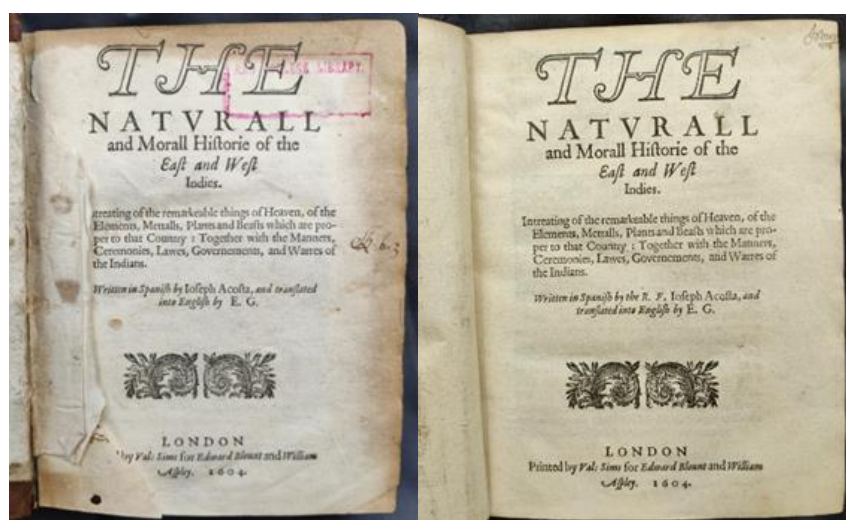 THE
LIBRARY.
NATVRALL
and Morall Hiſtorie of the
Eaſt and Weſt
Indies.
ntreating of the remarkeable things of Heaven, of the
Elements, Mettalls, Plants and Beaſts which are pro-
per to that Country : Together with the Manners,
Ceremonies, Lawes, Governements, and Warres of
the Indians.
Written in Spaniſh by Ioſeph Acoſta, and tranſlated
into Engliſh by E. G.
LONDON
by Val: Sims for Edward Blount and William
Aſpley. 1604.
THE
NATVRALL
and Morall Hiſtorie of the
Eaſt and Weſt
Indies.
Intreating of the remarkeable things of Heaven, of the
Elements, Mettalls, Plants and Beaſts which are pro-
per to that Country : Together with the Manners,
Ceremonies, Lawes, Governements, and Warres of
the Indians.
Written in Spaniſh by the R. F. Ioſeph Acoſta, and
tranſlated into Engliſh by E. G.
LONDON
Printed by Val: Sims for Edward Blount and William
Aſpley. 1604.